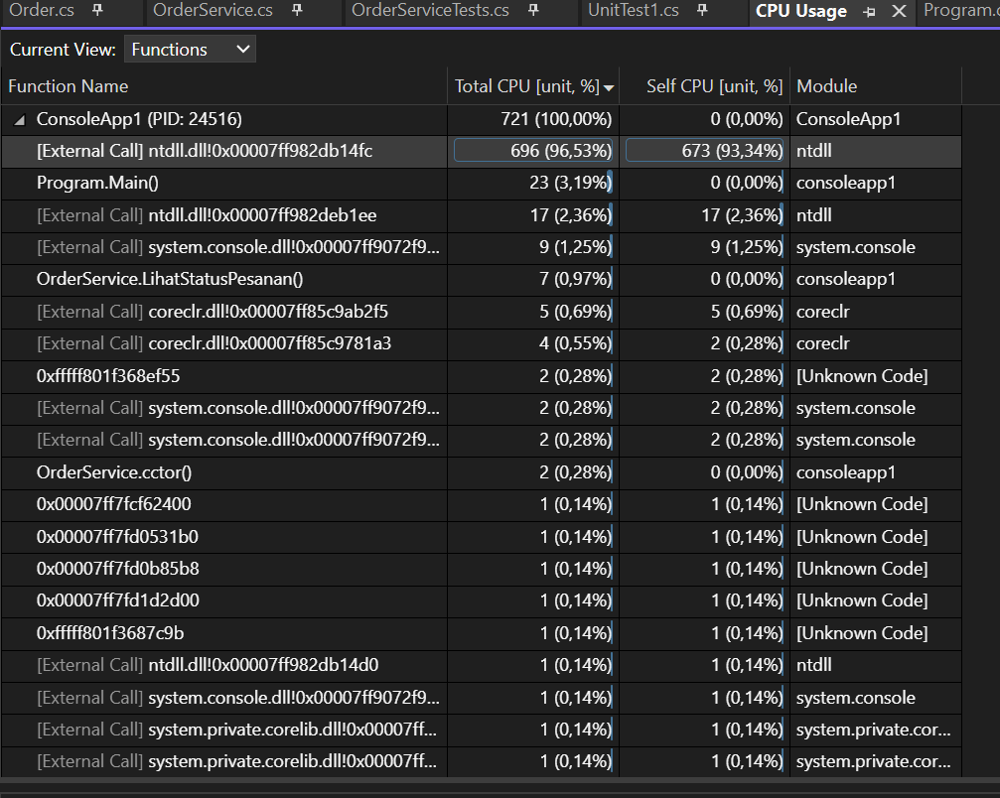 Order.cs OrderService.cs OrderServiceTests.cs UnitTest1.cs CPU Usage Program.c
Current View: Functions
Function Name Total CPU [unit, %] Self CPU [unit, %] Module
ConsoleApp1 (PID: 24516) 721 (100,00%) 0 (0,00%) ConsoleApp1
[External Call] ntdll.dll!0x00007ff982db14fc 696 (96,53%) 673 (93,34%) ntdll
Program.Main() 23 (3,19%) 0 (0,00%) consoleapp1
[External Call] ntdll.dll!0x00007ff982deb1ee 17 (2,36%) 17 (2,36%) ntdll
[External Call] system.console.dll!0x00007ff9072f9... 9 (1,25%) 9 (1,25%) system.console
OrderService.LihatStatusPesanan() 7 (0,97%) 0 (0,00%) consoleapp1
[External Call] coreclr.dll!0x00007ff85c9ab2f5 5 (0,69%) 5 (0,69%) coreclr
[External Call] coreclr.dll!0x00007ff85c9781a3 4 (0,55%) 2 (0,28%) coreclr
0xfffff801f368ef55 2 (0,28%) 2 (0,28%) [Unknown Code]
[External Call] system.console.dll!0x00007ff9072f9... 2 (0,28%) 2 (0,28%) system.console
[External Call] system.console.dll!0x00007ff9072f9... 2 (0,28%) 2 (0,28%) system.console
OrderService.cctor() 2 (0,28%) 0 (0,00%) consoleapp1
0x00007ff7fcf62400 1 (0,14%) 1 (0,14%) [Unknown Code]
0x00007ff7fd0531b0 1 (0,14%) 1 (0,14%) [Unknown Code]
0x00007ff7fd0b85b8 1 (0,14%) 1 (0,14%) [Unknown Code]
0x00007ff7fd1d2d00 1 (0,14%) 1 (0,14%) [Unknown Code]
0xfffff801f3687c9b 1 (0,14%) 1 (0,14%) [Unknown Code]
[External Call] ntdll.dll!0x00007ff982db14d0 1 (0,14%) 1 (0,14%) ntdll
[External Call] system.console.dll!0x00007ff9072f9... 1 (0,14%) 1 (0,14%) system.console
[External Call] system.private.corelib.dll!0x00007ff... 1 (0,14%) 1 (0,14%) system.private.cor...
[External Call] system.private.corelib.dll!0x00007ff... 1 (0,14%) 1 (0,14%) system.private.cor...